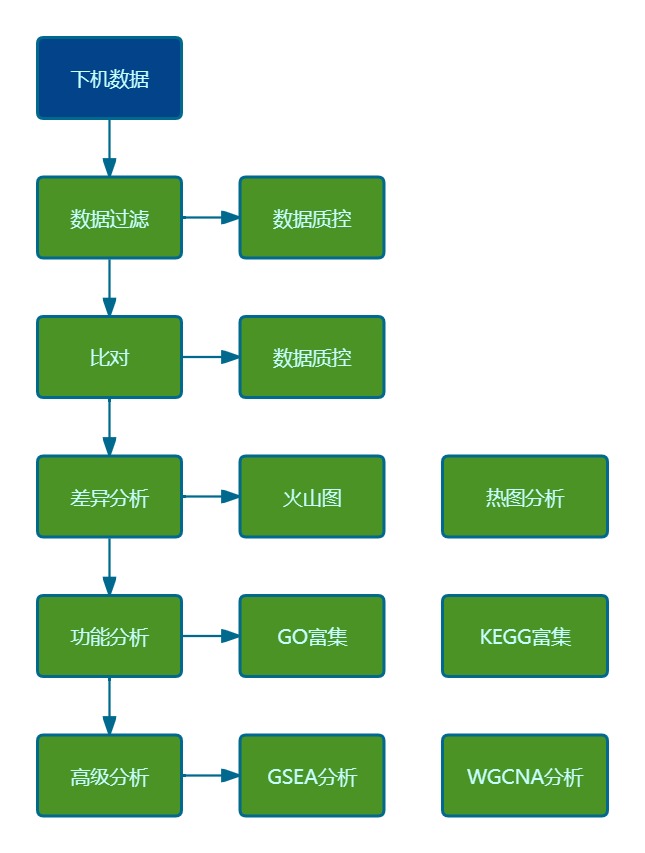 下机数据
数据过滤
数据质控
比对
数据质控
差异分析
火山图
热图分析
功能分析
GO富集
KEGG富集
高级分析
GSEA分析
WGCNA分析